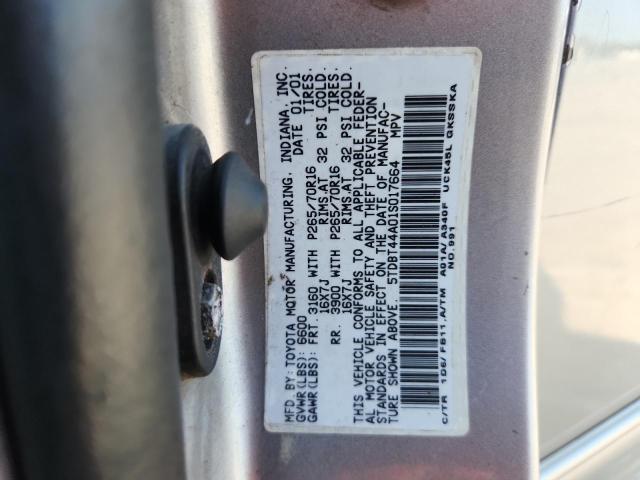 MFD. BY: TOYOTA MOTOR MANUFACTURING, INDIANA, INC.
GVWR(LBS): 6600 DATE 01/01
GAWR(LBS): FRT. 3160 WITH P265/70R16 TIRES,
16X7J RIMS,AT 32 PSI COLD.
RR. 3900 WITH P265/70R16 TIRES,
16X7J RIMS,AT 32 PSI COLD.
THIS VEHICLE CONFORMS TO ALL APPLICABLE FEDER-
AL MOTOR VEHICLE SAFETY AND THEFT PREVENTION
STANDARDS IN EFFECT ON THE DATE OF MANUFAC-
TURE SHOWN ABOVE. 5TDBT44A01S017664 MPV
C/TR 1D6/ FB11,A/TM A01A/ A340F UCK45L GKSSKA
NO.991